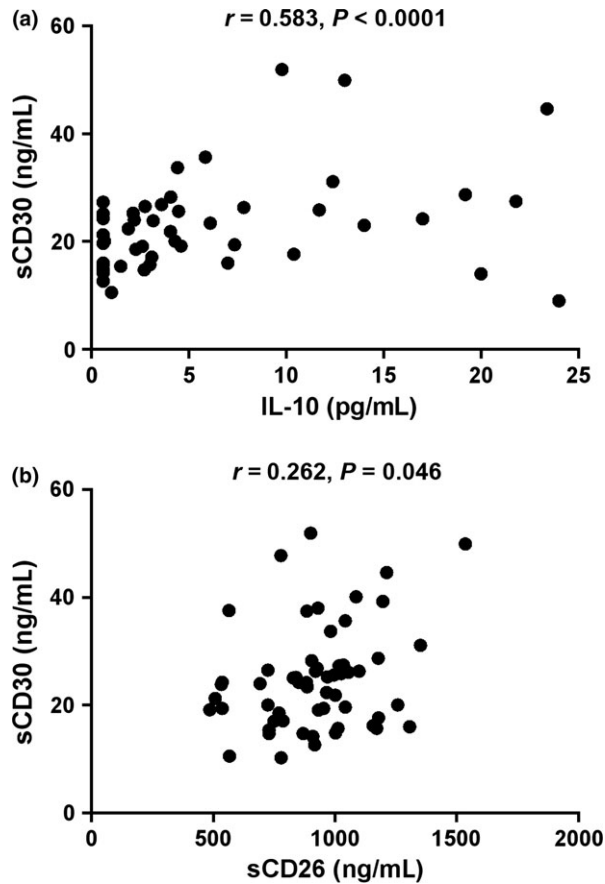 (a)
r = 0.583, P < 0.0001
60
40
20
0
sCD30 (ng/mL)
0 5 10 15 20 25
IL-10 (pg/mL)
(b)
r = 0.262, P = 0.046
60
40
20
0
sCD30 (ng/mL)
0 500 1000 1500 2000
sCD26 (ng/mL)